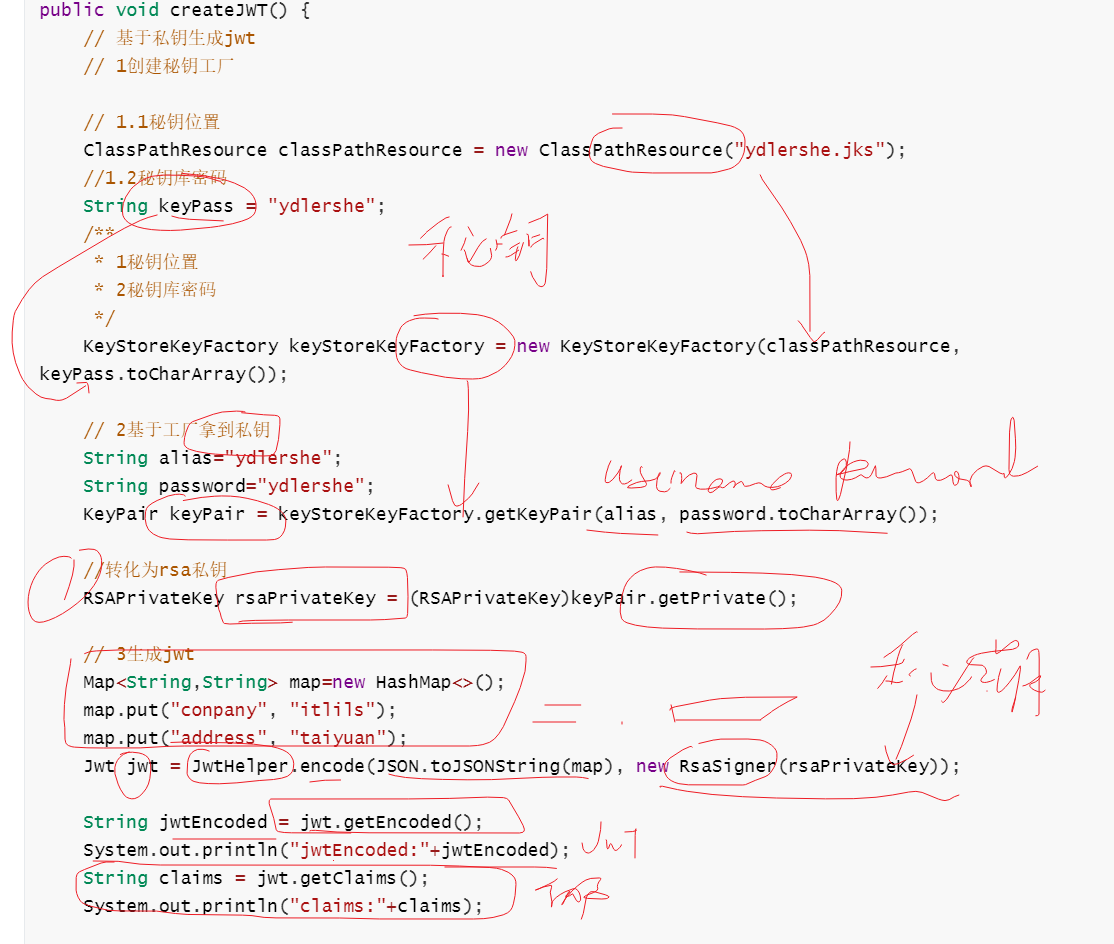 public void createJWT() {
// 基于私钥生成jwt
// 1创建秘钥工厂
// 1.1秘钥位置
ClassPathResource classPathResource = new ClassPathResource("ydlershe.jks");
//1.2秘钥库密码
String keyPass = "ydlershe";
/**
* 1秘钥位置
* 2秘钥库密码
*/
KeyStoreKeyFactory keyStoreKeyFactory = new KeyStoreKeyFactory(classPathResource,
keyPass.toCharArray());
// 2基于工厂拿到私钥
String alias="ydlershe";
String password="ydlershe";
username password
KeyPair keyPair = keyStoreKeyFactory.getKeyPair(alias, password.toCharArray());
//转化为rsa私钥
RSAPrivateKey rsaPrivateKey = (RSAPrivateKey)keyPair.getPrivate();
// 3生成jwt
Map<String,String> map=new HashMap<>();
map.put("conpany", "itlils");
map.put("address", "taiyuan");
Jwt jwt = JwtHelper.encode(JSON.toJSONString(map), new RsaSigner(rsaPrivateKey));
String jwtEncoded = jwt.getEncoded();
System.out.println("jwtEncoded:"+jwtEncoded);
JwT
String claims = jwt.getClaims();
System.out.println("claims:"+claims);